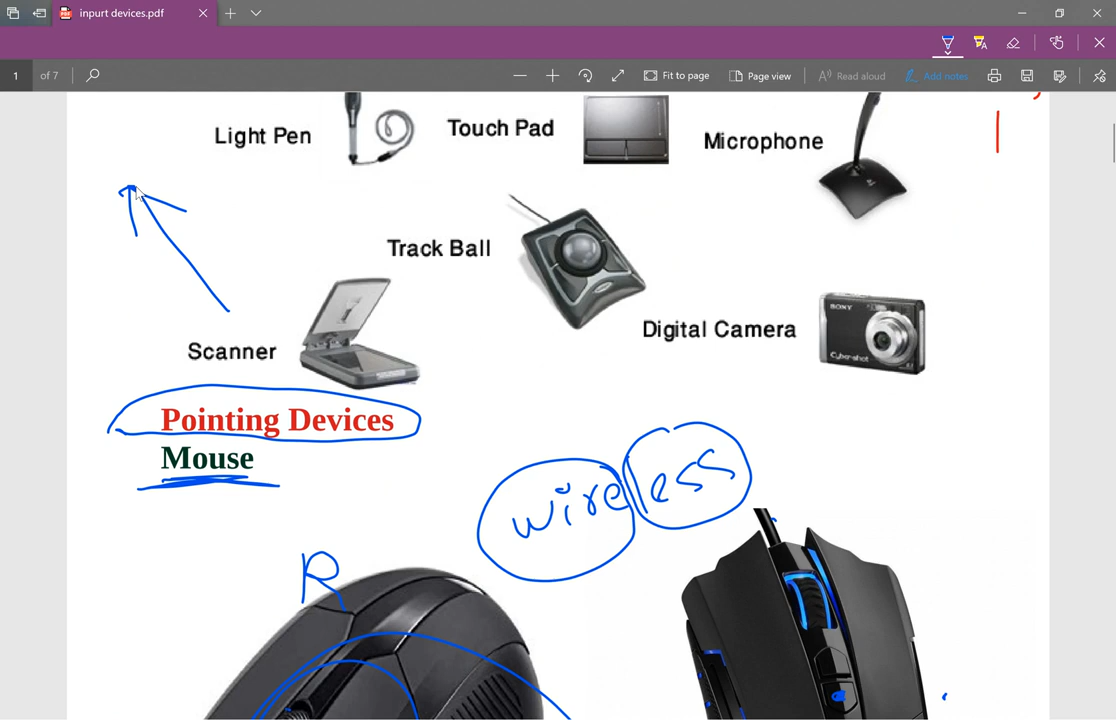 inpurt devices.pdf
1 of 7
Fit to page
Page view
Read aloud
Add notes
Light Pen
Touch Pad
Microphone
Track Ball
Digital Camera
SONY
Cyber-shot
Scanner
Pointing Devices
Mouse
wireless
R